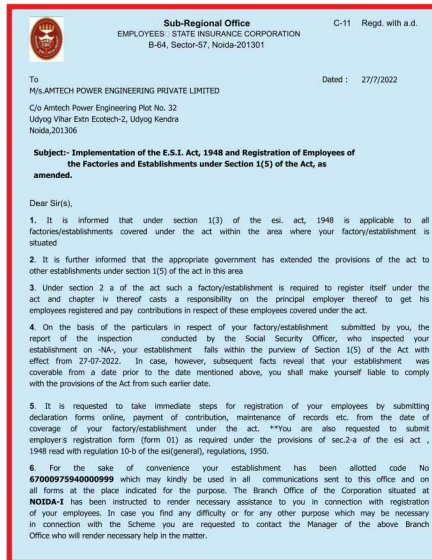 Sub-Regional Office
C-11 Regd. with a.d.
EMPLOYEES□ STATE INSURANCE CORPORATION
B-64, Sector-57, Noida-201301
To
Dated : 27/7/2022
M/s.AMTECH POWER ENGINEERING PRIVATE LIMITED
C/o Amtech Power Engineering Plot No. 32
Udyog Vihar Extn Ecotech-2, Udyog Kendra
Noida,201306
Subject:- Implementation of the E.S.I. Act, 1948 and Registration of Employees of
the Factories and Establishments under Section 1(5) of the Act, as
amended.
Dear Sir(s),
1. It is informed that under section 1(3) of the esi. act, 1948 is applicable to all
factories/establishments covered under the act within the area where your factory/establishment is
situated
2. It is further informed that the appropriate government has extended the provisions of the act to
other establishments under section 1(5) of the act in this area
3. Under section 2 a of the act such a factory/establishment is required to register itself under the
act and chapter iv thereof casts a responsibility on the principal employer thereof to get his
employees registered and pay contributions in respect of these employees covered under the act.
4. On the basis of the particulars in respect of your factory/establishment submitted by you, the
report of the inspection conducted by the Social Security Officer, who inspected your
establishment on -NA-, your establishment falls within the purview of Section 1(5) of the Act with
effect from 27-07-2022. In case, however, subsequent facts reveal that your establishment was
coverable from a date prior to the date mentioned above, you shall make yourself liable to comply
with the provisions of the Act from such earlier date.
5. It is requested to take immediate steps for registration of your employees by submitting
declaration forms online, payment of contribution, maintenance of records etc. from the date of
coverage of your factory/establishment under the act. **You are also requested to submit
employer's registration form (form 01) as required under the provisions of sec.2-a of the esi act ,
1948 read with regulation 10-b of the esi(general), regulations, 1950.
6. For the sake of convenience your establishment has been allotted code No
67000975940000999 which may kindly be used in all communications sent to this office and on
all forms at the place indicated for the purpose. The Branch Office of the Corporation situated at
NOIDA-I has been instructed to render necessary assistance to you in connection with registration
of your employees. In case you find any difficulty or for any other purpose which may be necessary
in connection with the Scheme you are requested to contact the Manager of the above Branch
Office who will render necessary help in the matter.